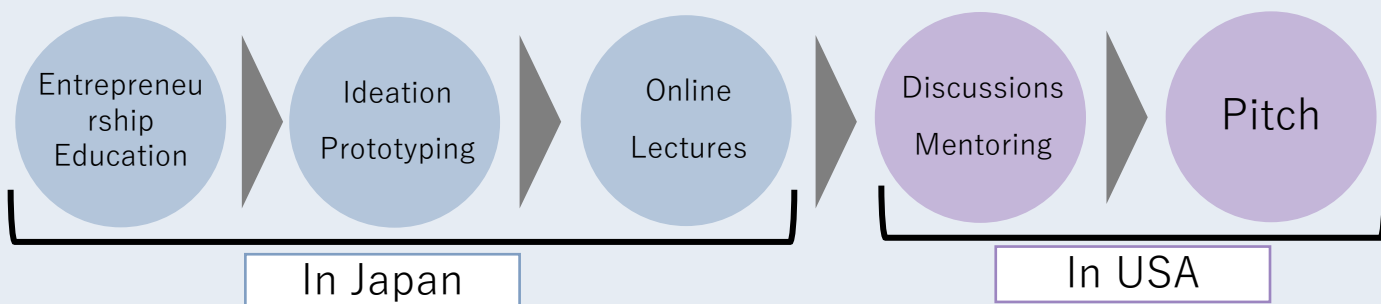 Entrepreneu
rship
Education
Ideation
Prototyping
Online
Lectures
Discussions
Mentoring
Pitch
In Japan
In USA